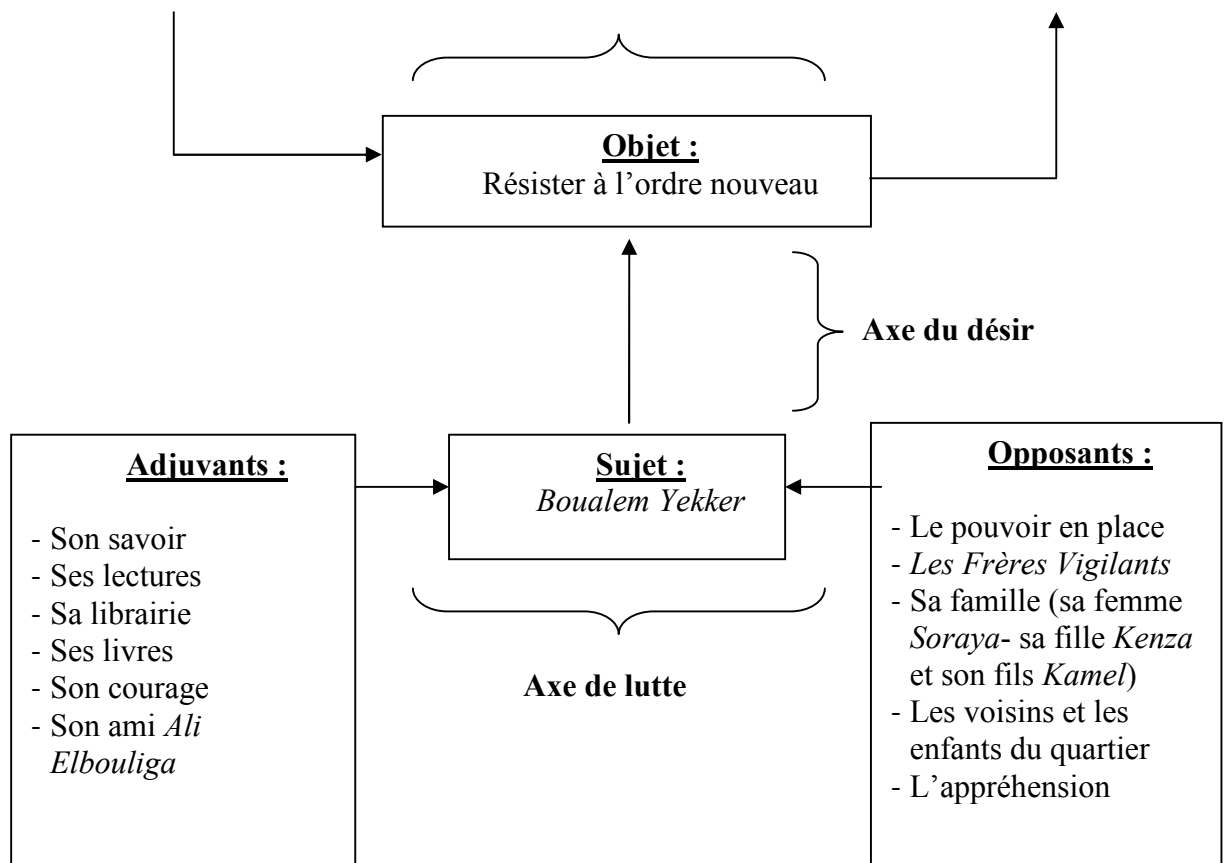 Objet :
Résister à l’ordre nouveau
Axe du désir
Adjuvants :
- Son savoir
- Ses lectures
- Sa librairie
- Ses livres
- Son courage
- Son ami Ali
Elbouliga
Sujet :
Boualem Yekker
Axe de lutte
Opposants :
- Le pouvoir en place
- Les Frères Vigilants
- Sa famille (sa femme
Soraya- sa fille Kenza
et son fils Kamel)
- Les voisins et les
enfants du quartier
- L’appréhension